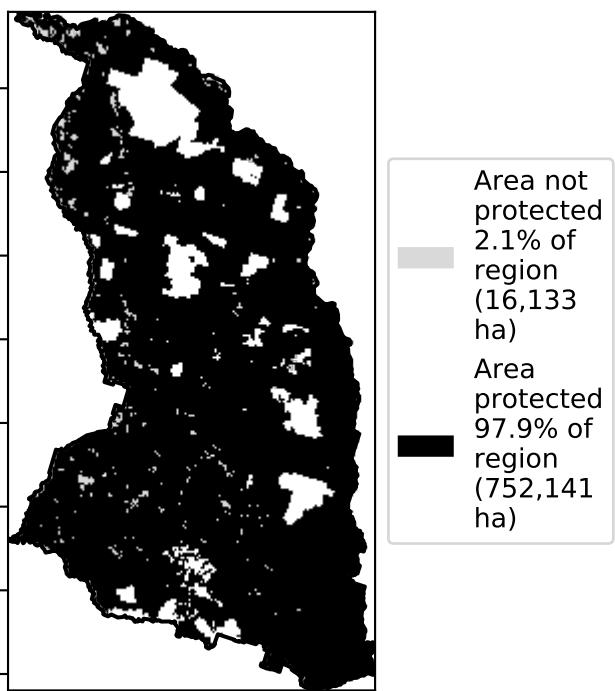 Area not
protected
2.1% of
region
(16,133
ha)
Area
protected
97.9% of
region
(752,141
ha)